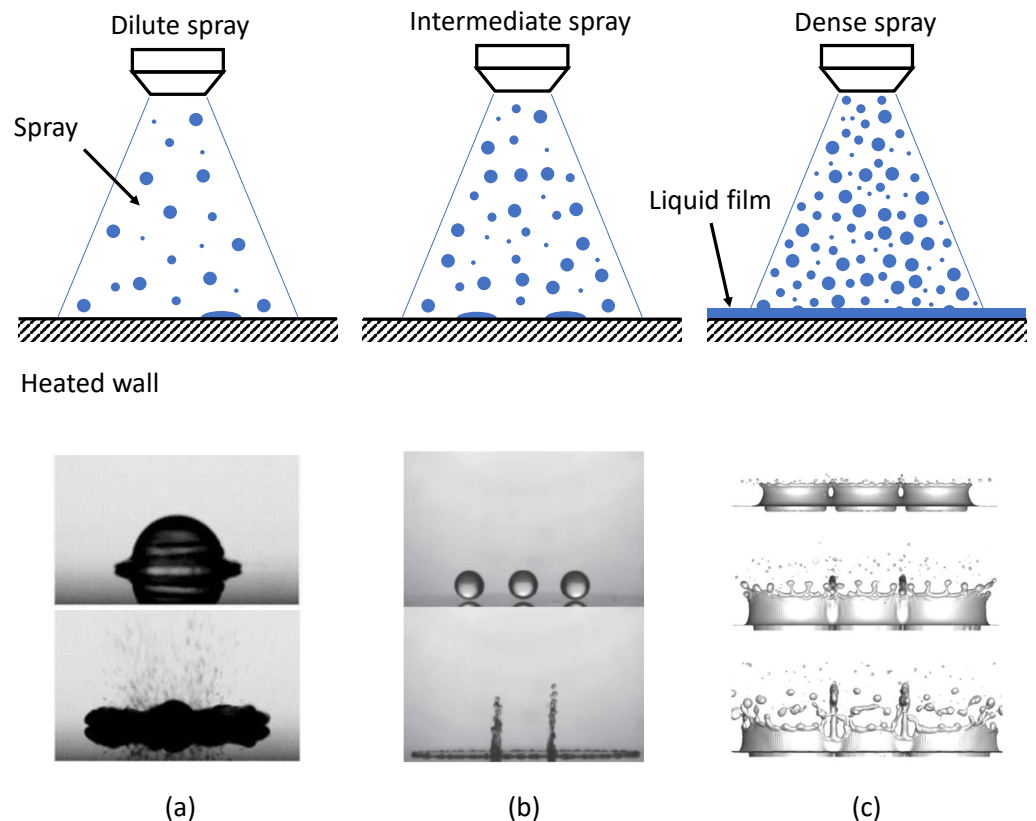 Dilute spray
Intermediate spray
Dense spray
Spray
Liquid film
Heated wall
(a)
(b)
(c)